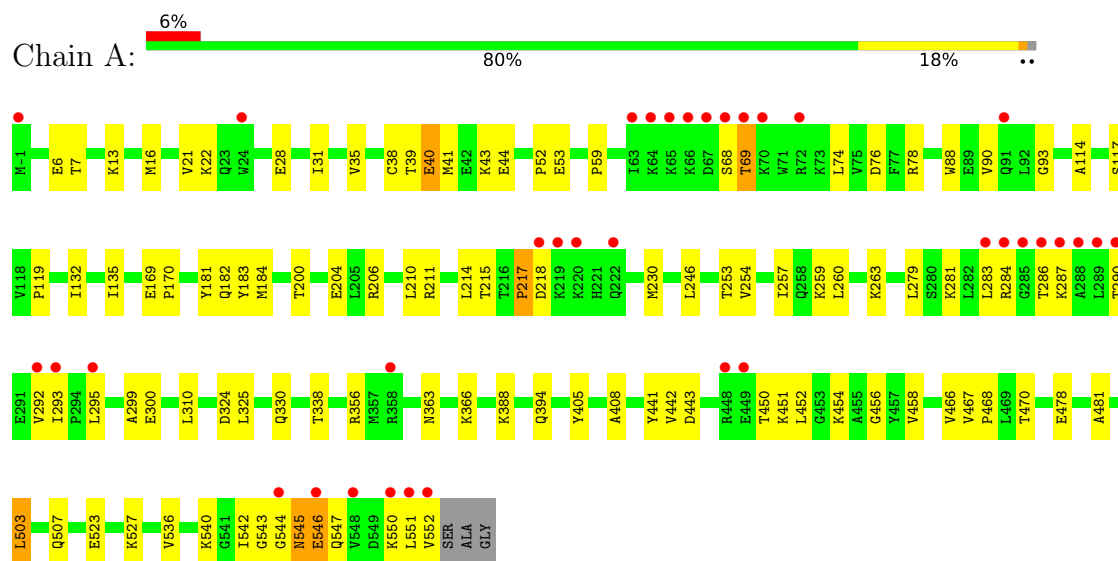 6%
Chain A:
80% 18% ••
M-1 E6 T7 K13 M16 V21 K22 Q23 W24 E28 I31 V35 C38 T39 E40 M41 E42 K43 E44 P52 E53 P59 I63 K64 K65 K66 D67 S68 T69 K70 W71 R72 K73 L74 V75 D76 F77 R78 W88 E89 V90 Q91 L92 G93 A114 S117
V118 P119 I132 I135 E169 P170 Y181 Q182 Y183 M184 T200 E204 L205 R206 L210 R211 L214 T215 T216 P217 D218 K219 K220 H221 Q222 M230 L246 T253 V254 I257 Q258 K259 L260 K263 L279 S280 K281 L282 L283 R284 G285 T286 K287 A288 L289 T290
E291 V292 I293 P294 L295 A299 E300 L310 D324 L325 Q330 T338 R356 M357 R358 N363 K366 K388 Q394 Y405 A408 Y441 V442 D443 R448 E449 T450 K451 L452 G453 K454 A455 G456 Y457 V458 V466 V467 P468 L469 T470 E478 A481
L503 Q507 E523 K527 V536 K540 G541 I542 G543 G544 N545 E546 Q547 V548 D549 K550 L551 V552 SER ALA GLY